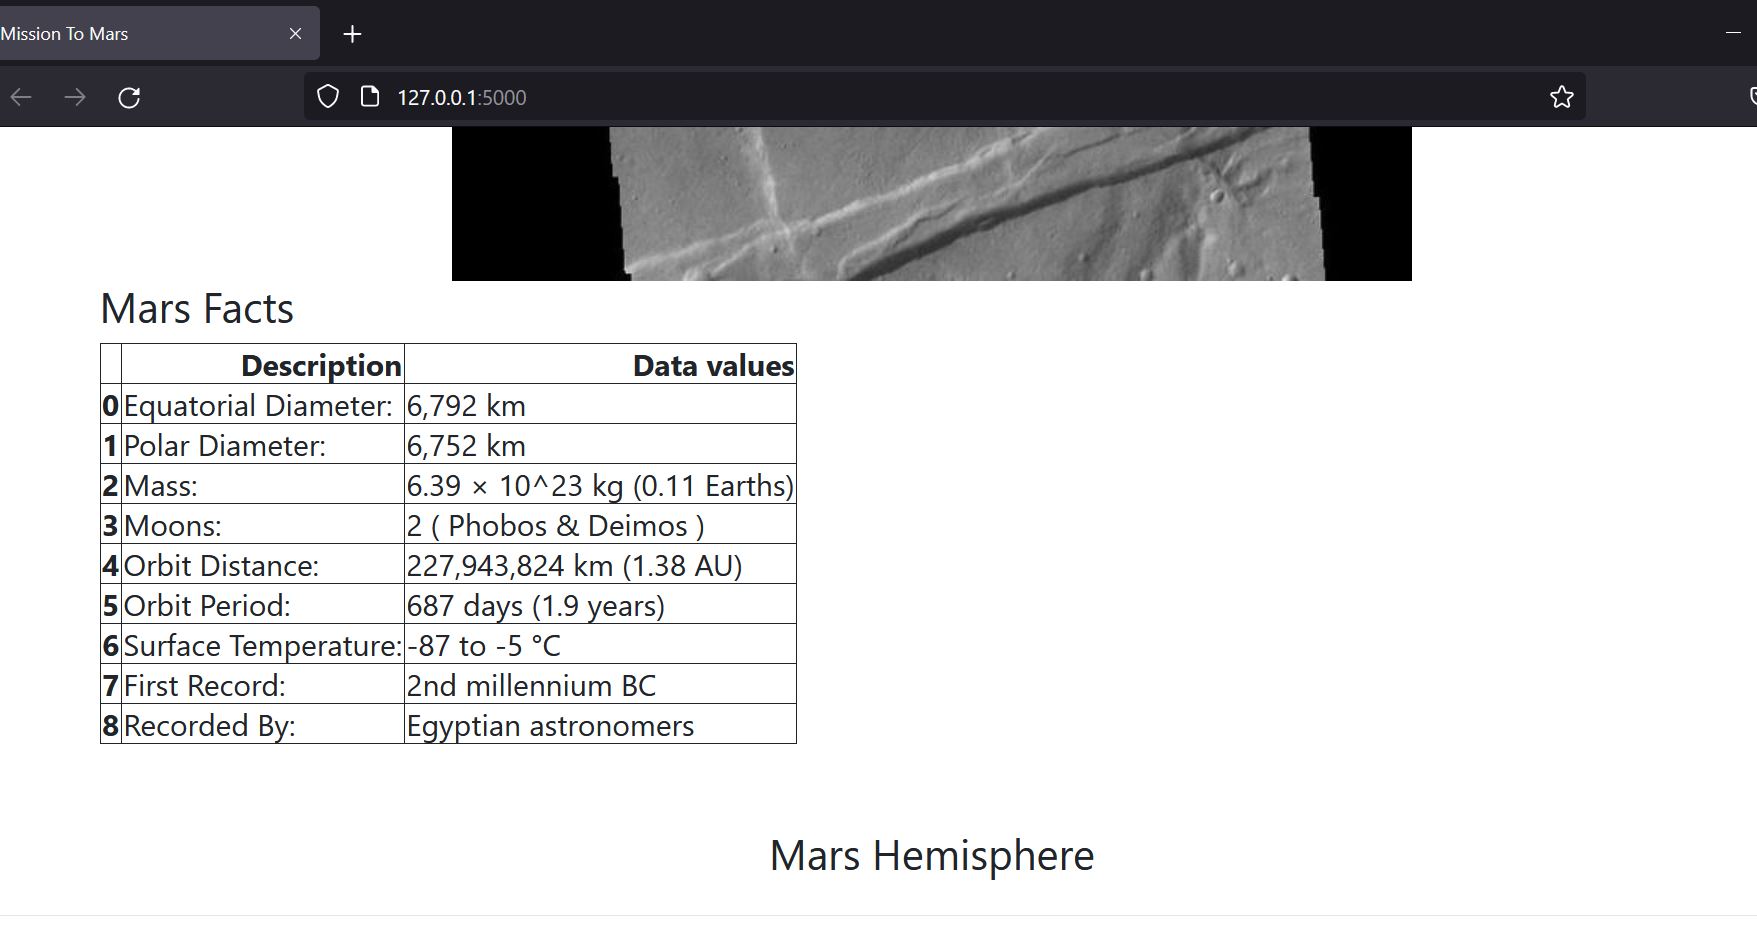 Mission To Mars
127.0.0.1:5000
Mars Facts
Description Data values
0 Equatorial Diameter: 6,792 km
1 Polar Diameter: 6,752 km
2 Mass: 6.39 × 10^23 kg (0.11 Earths)
3 Moons: 2 ( Phobos & Deimos )
4 Orbit Distance: 227,943,824 km (1.38 AU)
5 Orbit Period: 687 days (1.9 years)
6 Surface Temperature: -87 to -5 °C
7 First Record: 2nd millennium BC
8 Recorded By: Egyptian astronomers
Mars Hemisphere